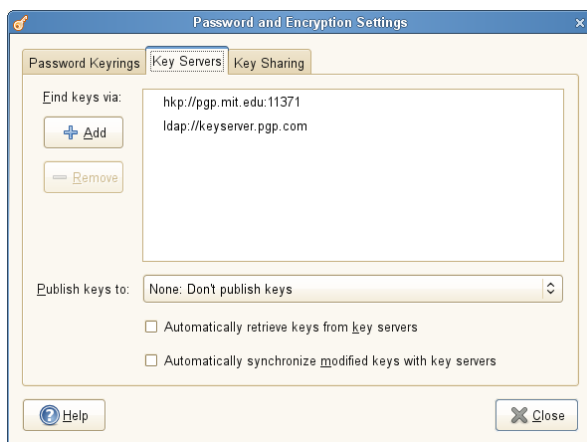 Password and Encryption Settings
Password Keyrings
Key Servers
Key Sharing
Find keys via:
Add
Remove
hkp://pgp.mit.edu:11371
ldap://keyserver.pgp.com
Publish keys to:
None: Don't publish keys
Automatically retrieve keys from key servers
Automatically synchronize modified keys with key servers
Help
Close